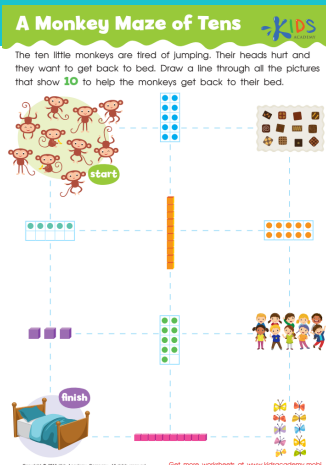 A Monkey Maze of Tens
KIDS
ACADEMY
The ten little monkeys are tired of jumping. Their heads hurt and
they want to get back to bed. Draw a line through all the pictures
that show 10 to help the monkeys get back to their bed.
start
finish
Get more worksheets at www.kidsacademy.mobi